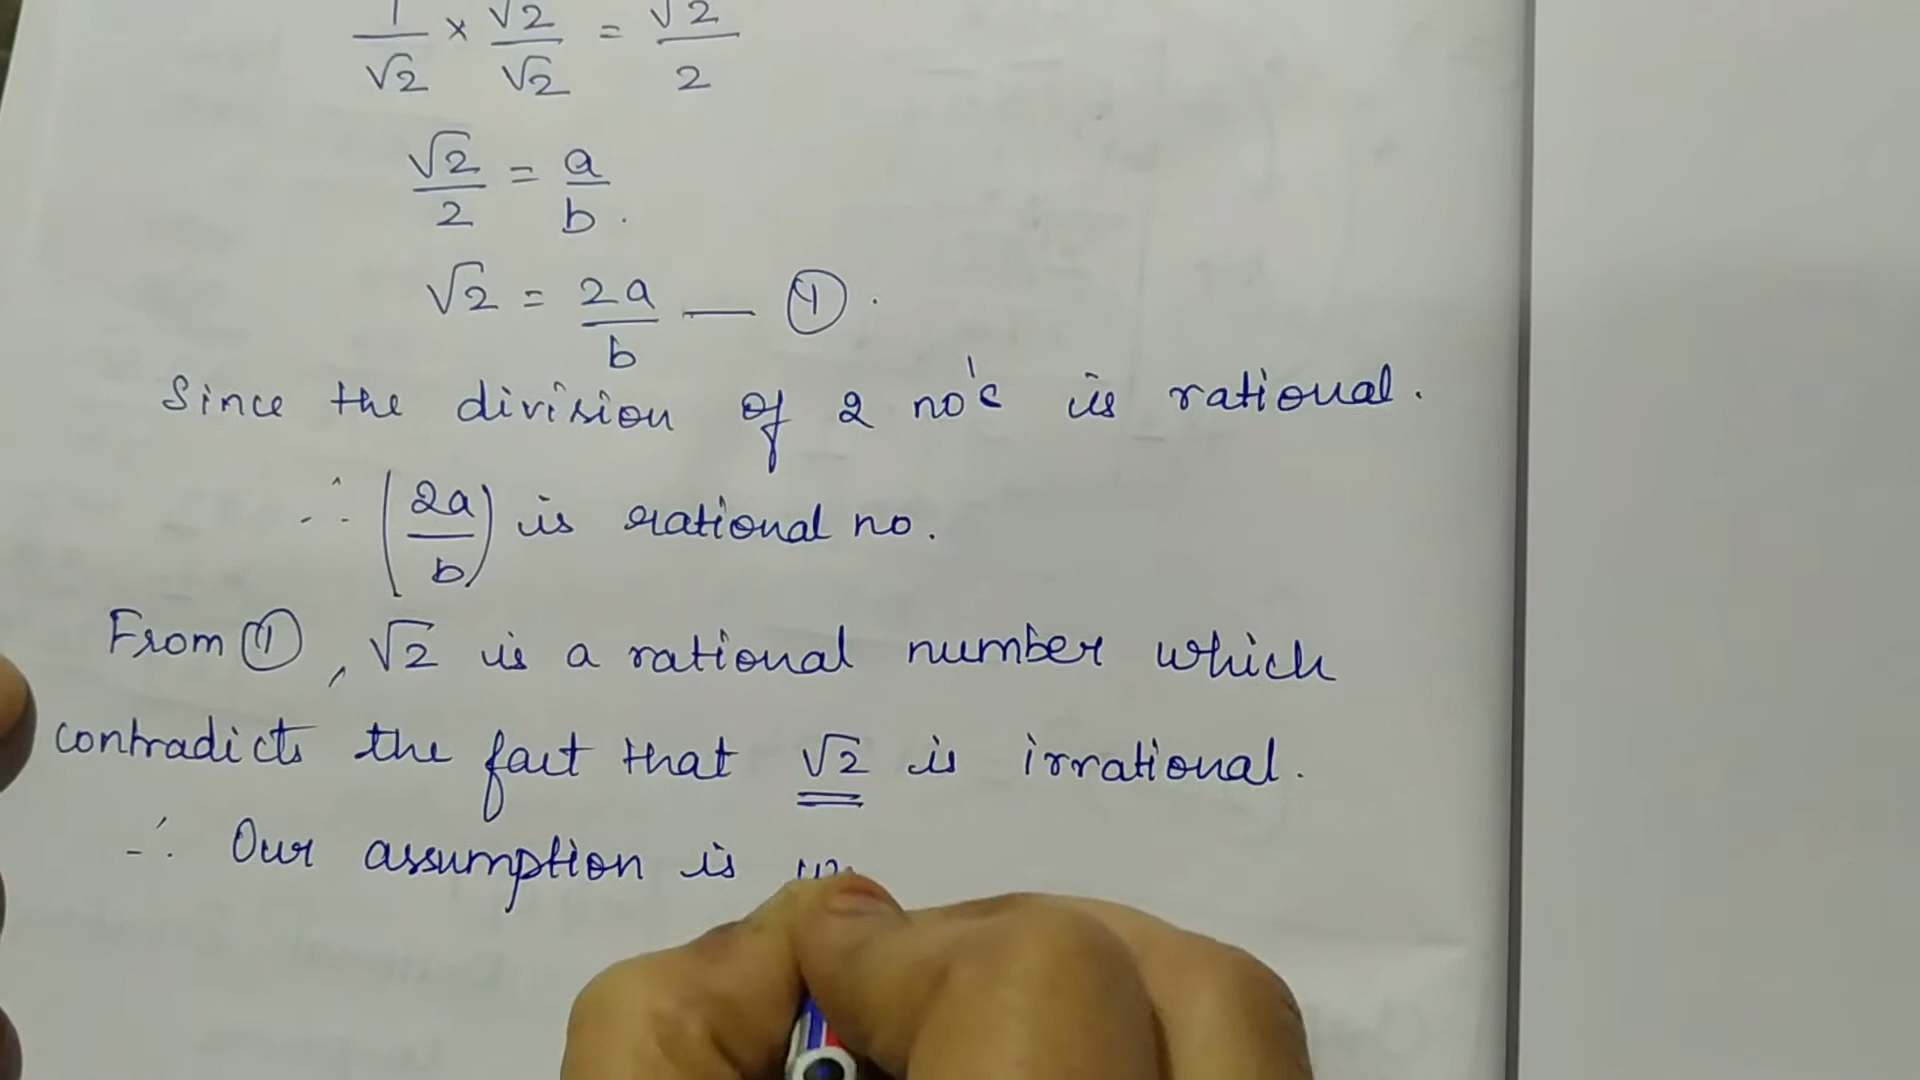 1/√2 × √2/√2 = √2/2
√2/2 = a/b.
√2 = 2a/b — ①.
Since the division of 2 no's is rational.
∴ (2a/b) is rational no.
From ①, √2 is a rational number which
contradicts the fact that √2 is irrational.
∴ Our assumption is